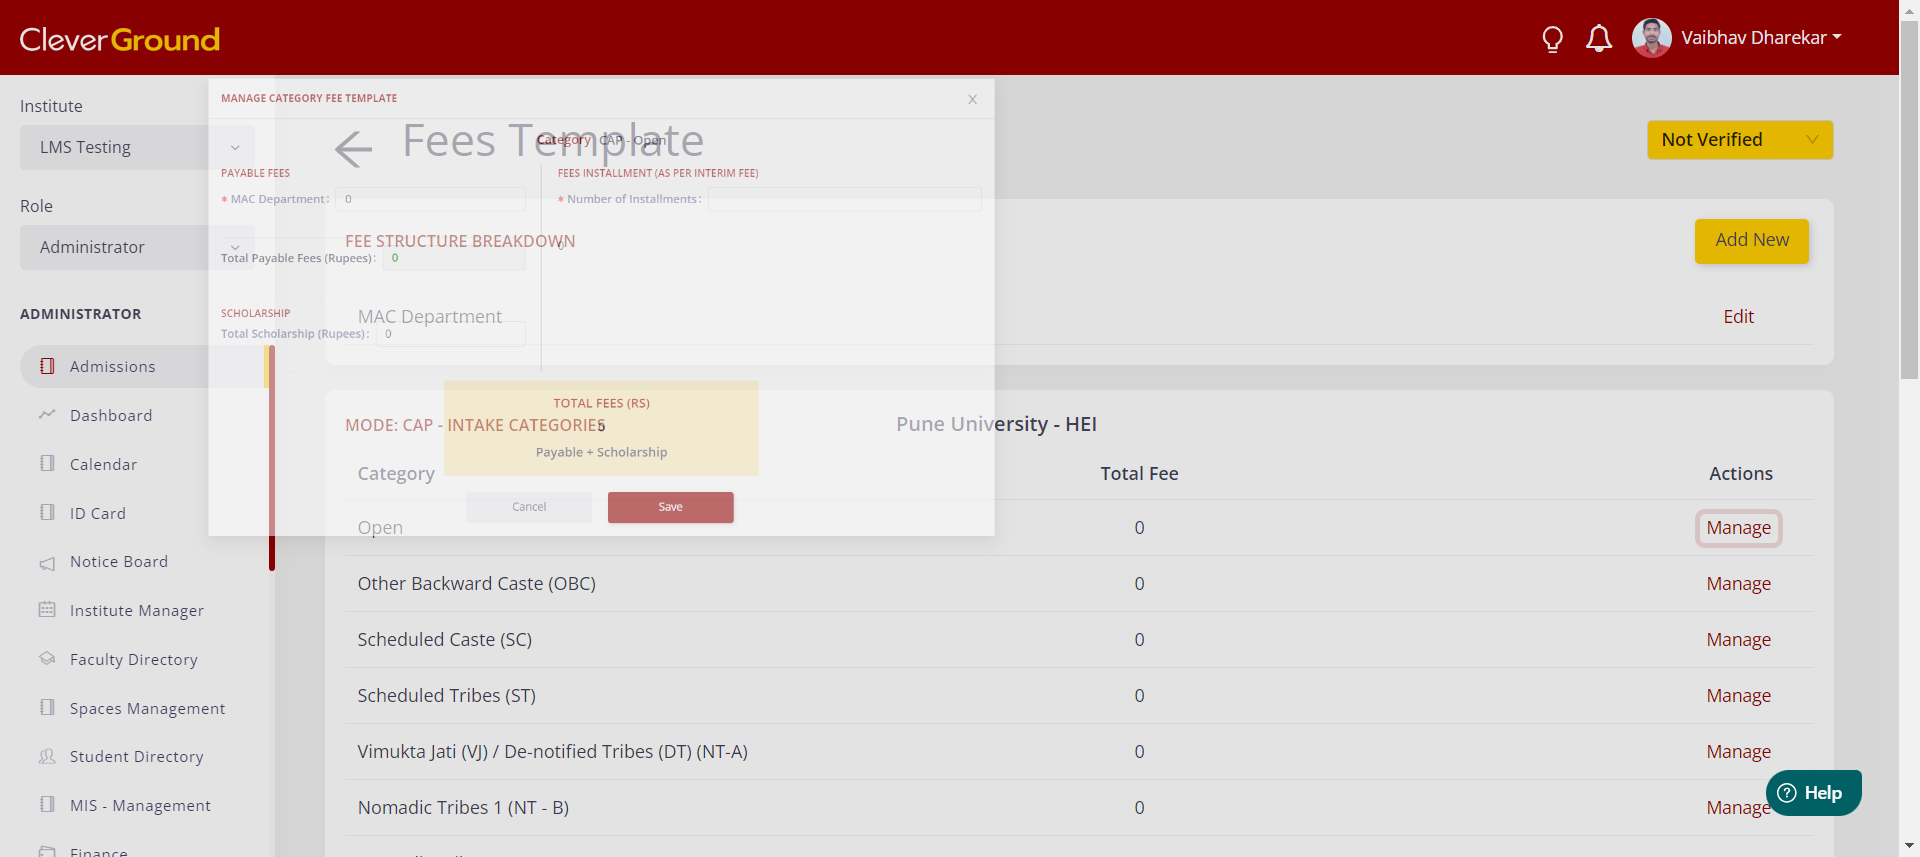 CleverGround
Vaibhav Dharekar
Institute
LMS Testing
Role
Administrator
ADMINISTRATOR
Admissions
Dashboard
Calendar
ID Card
Notice Board
Institute Manager
Faculty Directory
Spaces Management
Student Directory
MIS - Management
Finance
MANAGE CATEGORY FEE TEMPLATE
X
Category CAP - Open
PAYABLE FEES
* MAC Department: 0
Total Payable Fees (Rupees): 0
SCHOLARSHIP
Total Scholarship (Rupees): 0
FEES INSTALLMENT (AS PER INTERIM FEE)
* Number of Installments:
0
TOTAL FEES (RS)
0
Payable + Scholarship
Cancel
Save
Fees Template
Not Verified
FEE STRUCTURE BREAKDOWN
Add New
MAC Department
Edit
MODE: CAP - INTAKE CATEGORIES
Pune University - HEI
Category Total Fee Actions
Open 0 Manage
Other Backward Caste (OBC) 0 Manage
Scheduled Caste (SC) 0 Manage
Scheduled Tribes (ST) 0 Manage
Vimukta Jati (VJ) / De-notified Tribes (DT) (NT-A) 0 Manage
Nomadic Tribes 1 (NT - B) 0 Manage
? Help